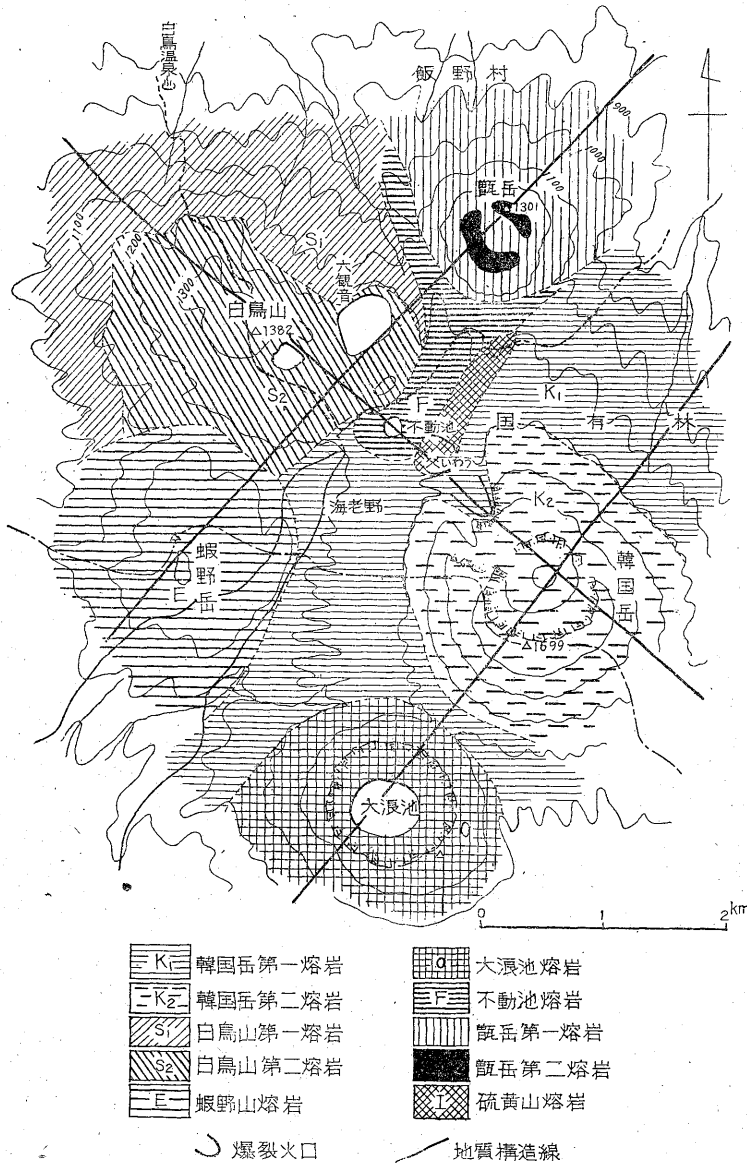 白鳥温泉
飯野村
900
1000
1100
甑岳
1301
1100
1200
1300
S1
六観音
白鳥山
△1382
S2
F
不動池
K1
国有林
いわう
海老野
K2
蝦野岳
E
韓国岳
△1699
大浪池
0 1 2km
K1 韓国岳第一熔岩
K2 韓国岳第二熔岩
S1 白鳥山第一熔岩
S2 白鳥山第二熔岩
E 蝦野山熔岩
O 大浪池熔岩
F 不動池熔岩
甑岳第一熔岩
甑岳第二熔岩
I 硫黄山熔岩
爆裂火口
地質構造線